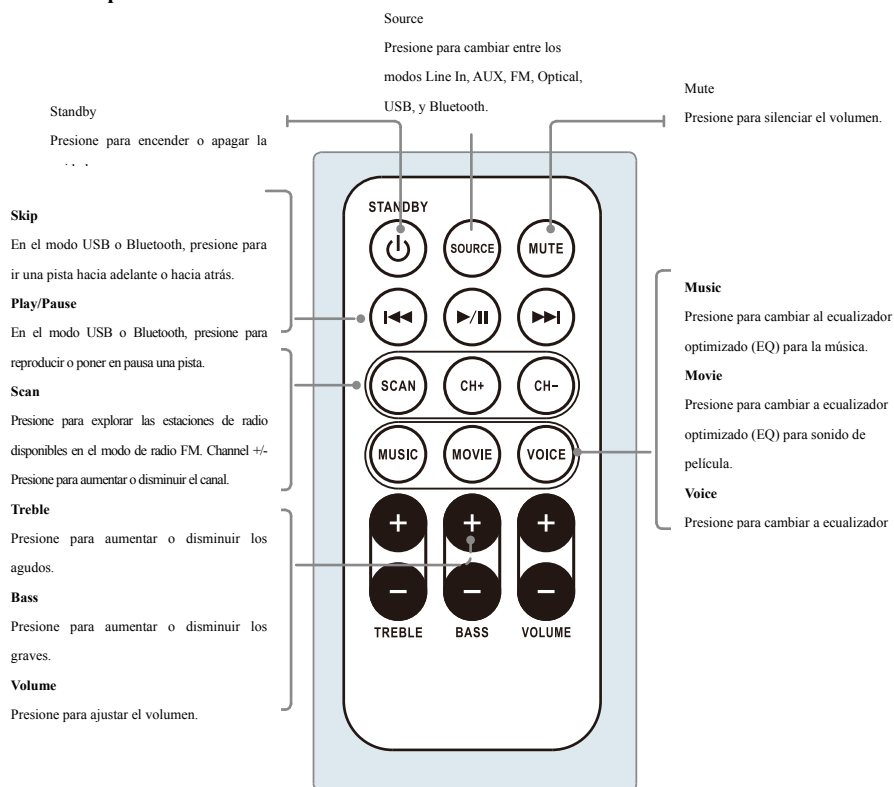 Source
Presione para cambiar entre los
modos Line In, AUX, FM, Optical,
USB, y Bluetooth.
Standby
Presione para encender o apagar la
Mute
Presione para silenciar el volumen.
Skip
En el modo USB o Bluetooth, presione para
ir una pista hacia adelante o hacia atrás.
Play/Pause
En el modo USB o Bluetooth, presione para
reproducir o poner en pausa una pista.
Scan
Presione para explorar las estaciones de radio
disponibles en el modo de radio FM. Channel +/-
Presione para aumentar o disminuir el canal.
Treble
Presione para aumentar o disminuir los
agudos.
Bass
Presione para aumentar o disminuir los
graves.
Volume
Presione para ajustar el volumen.
STANDBY
SOURCE
MUTE
SCAN
CH+
CH−
MUSIC
MOVIE
VOICE
+
+
+
−
−
−
TREBLE
BASS
VOLUME
Music
Presione para cambiar al ecualizador
optimizado (EQ) para la música.
Movie
Presione para cambiar a ecualizador
optimizado (EQ) para sonido de
película.
Voice
Presione para cambiar a ecualizador